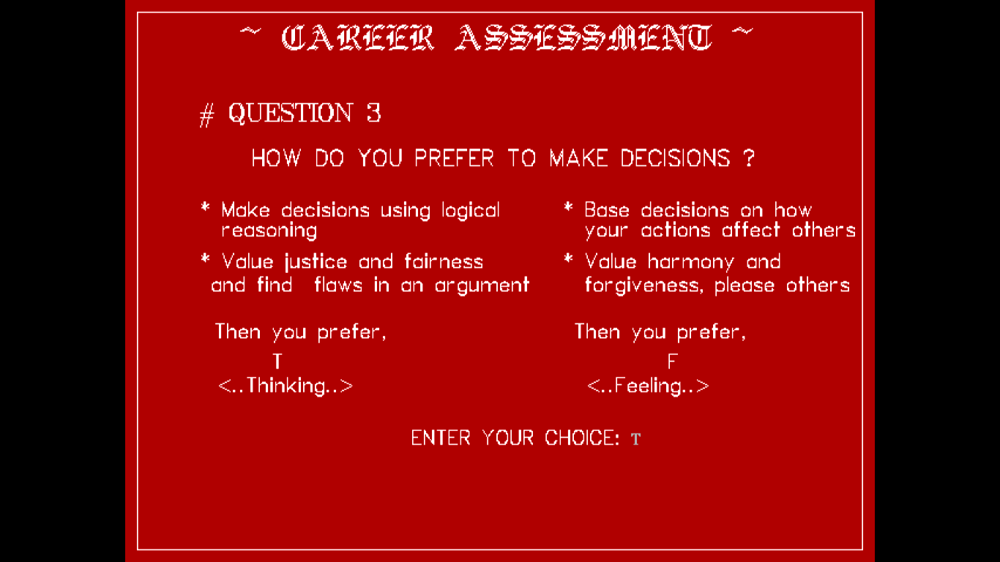 ~ CAREER ASSESSMENT ~
# QUESTION 3
HOW DO YOU PREFER TO MAKE DECISIONS ?
* Make decisions using logical
reasoning
* Value justice and fairness
and find flaws in an argument
Then you prefer,
T
<..Thinking..>
* Base decisions on how
your actions affect others
* Value harmony and
forgiveness, please others
Then you prefer,
F
<..Feeling..>
ENTER YOUR CHOICE: T